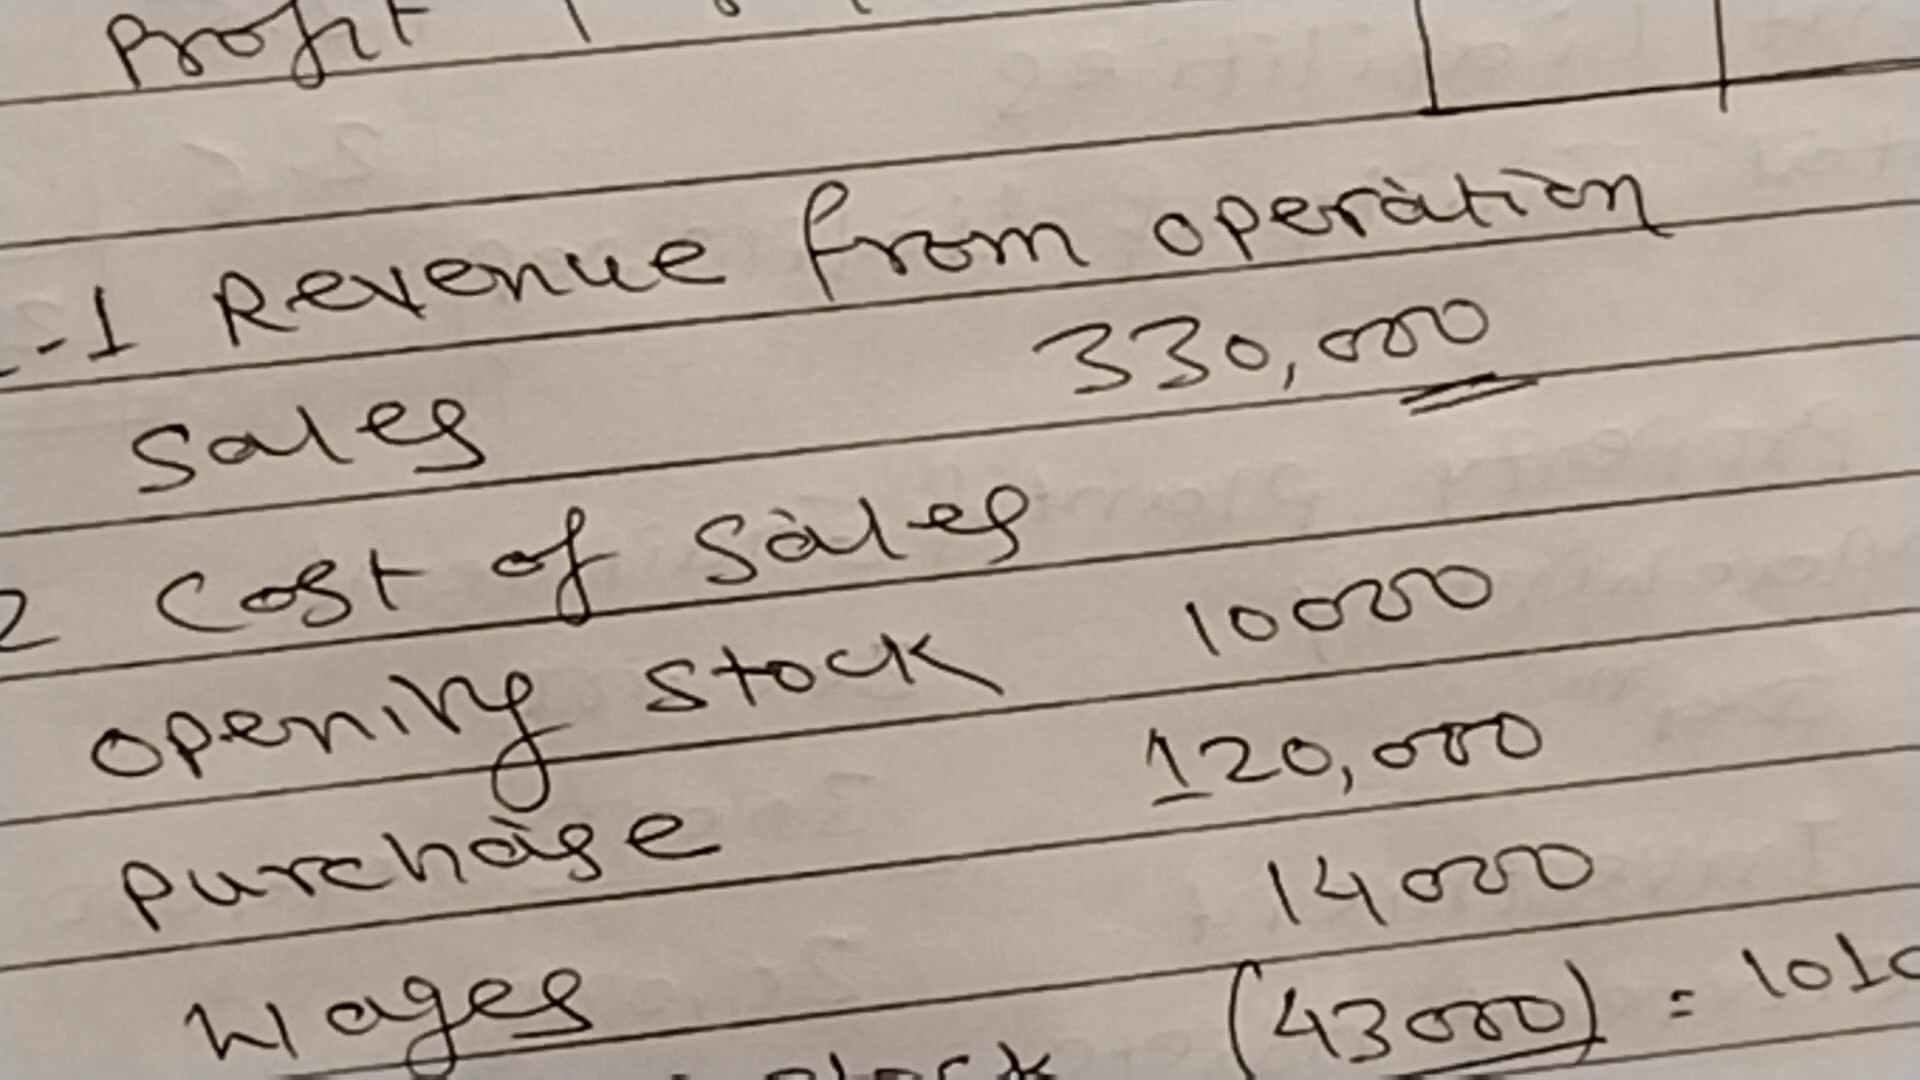 Profit
-1 Revenue from operation
Sales 330,000
2 Cost of Sales
Opening stock 10000
Purchase 120,000
Wages 14000
stock (43000) = 101